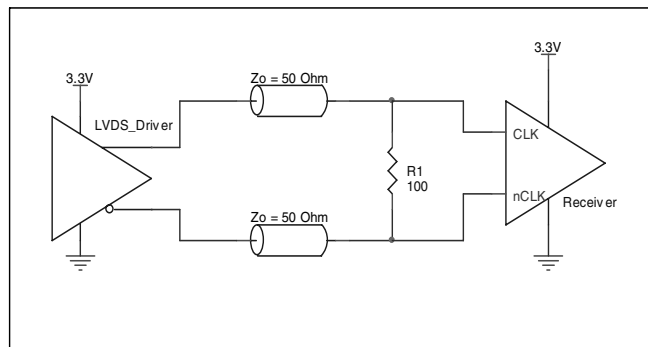 3.3V
3.3V
Zo = 50 Ohm
LVDS_Driver
CLK
R1
100
nCLK
Receiver
Zo = 50 Ohm